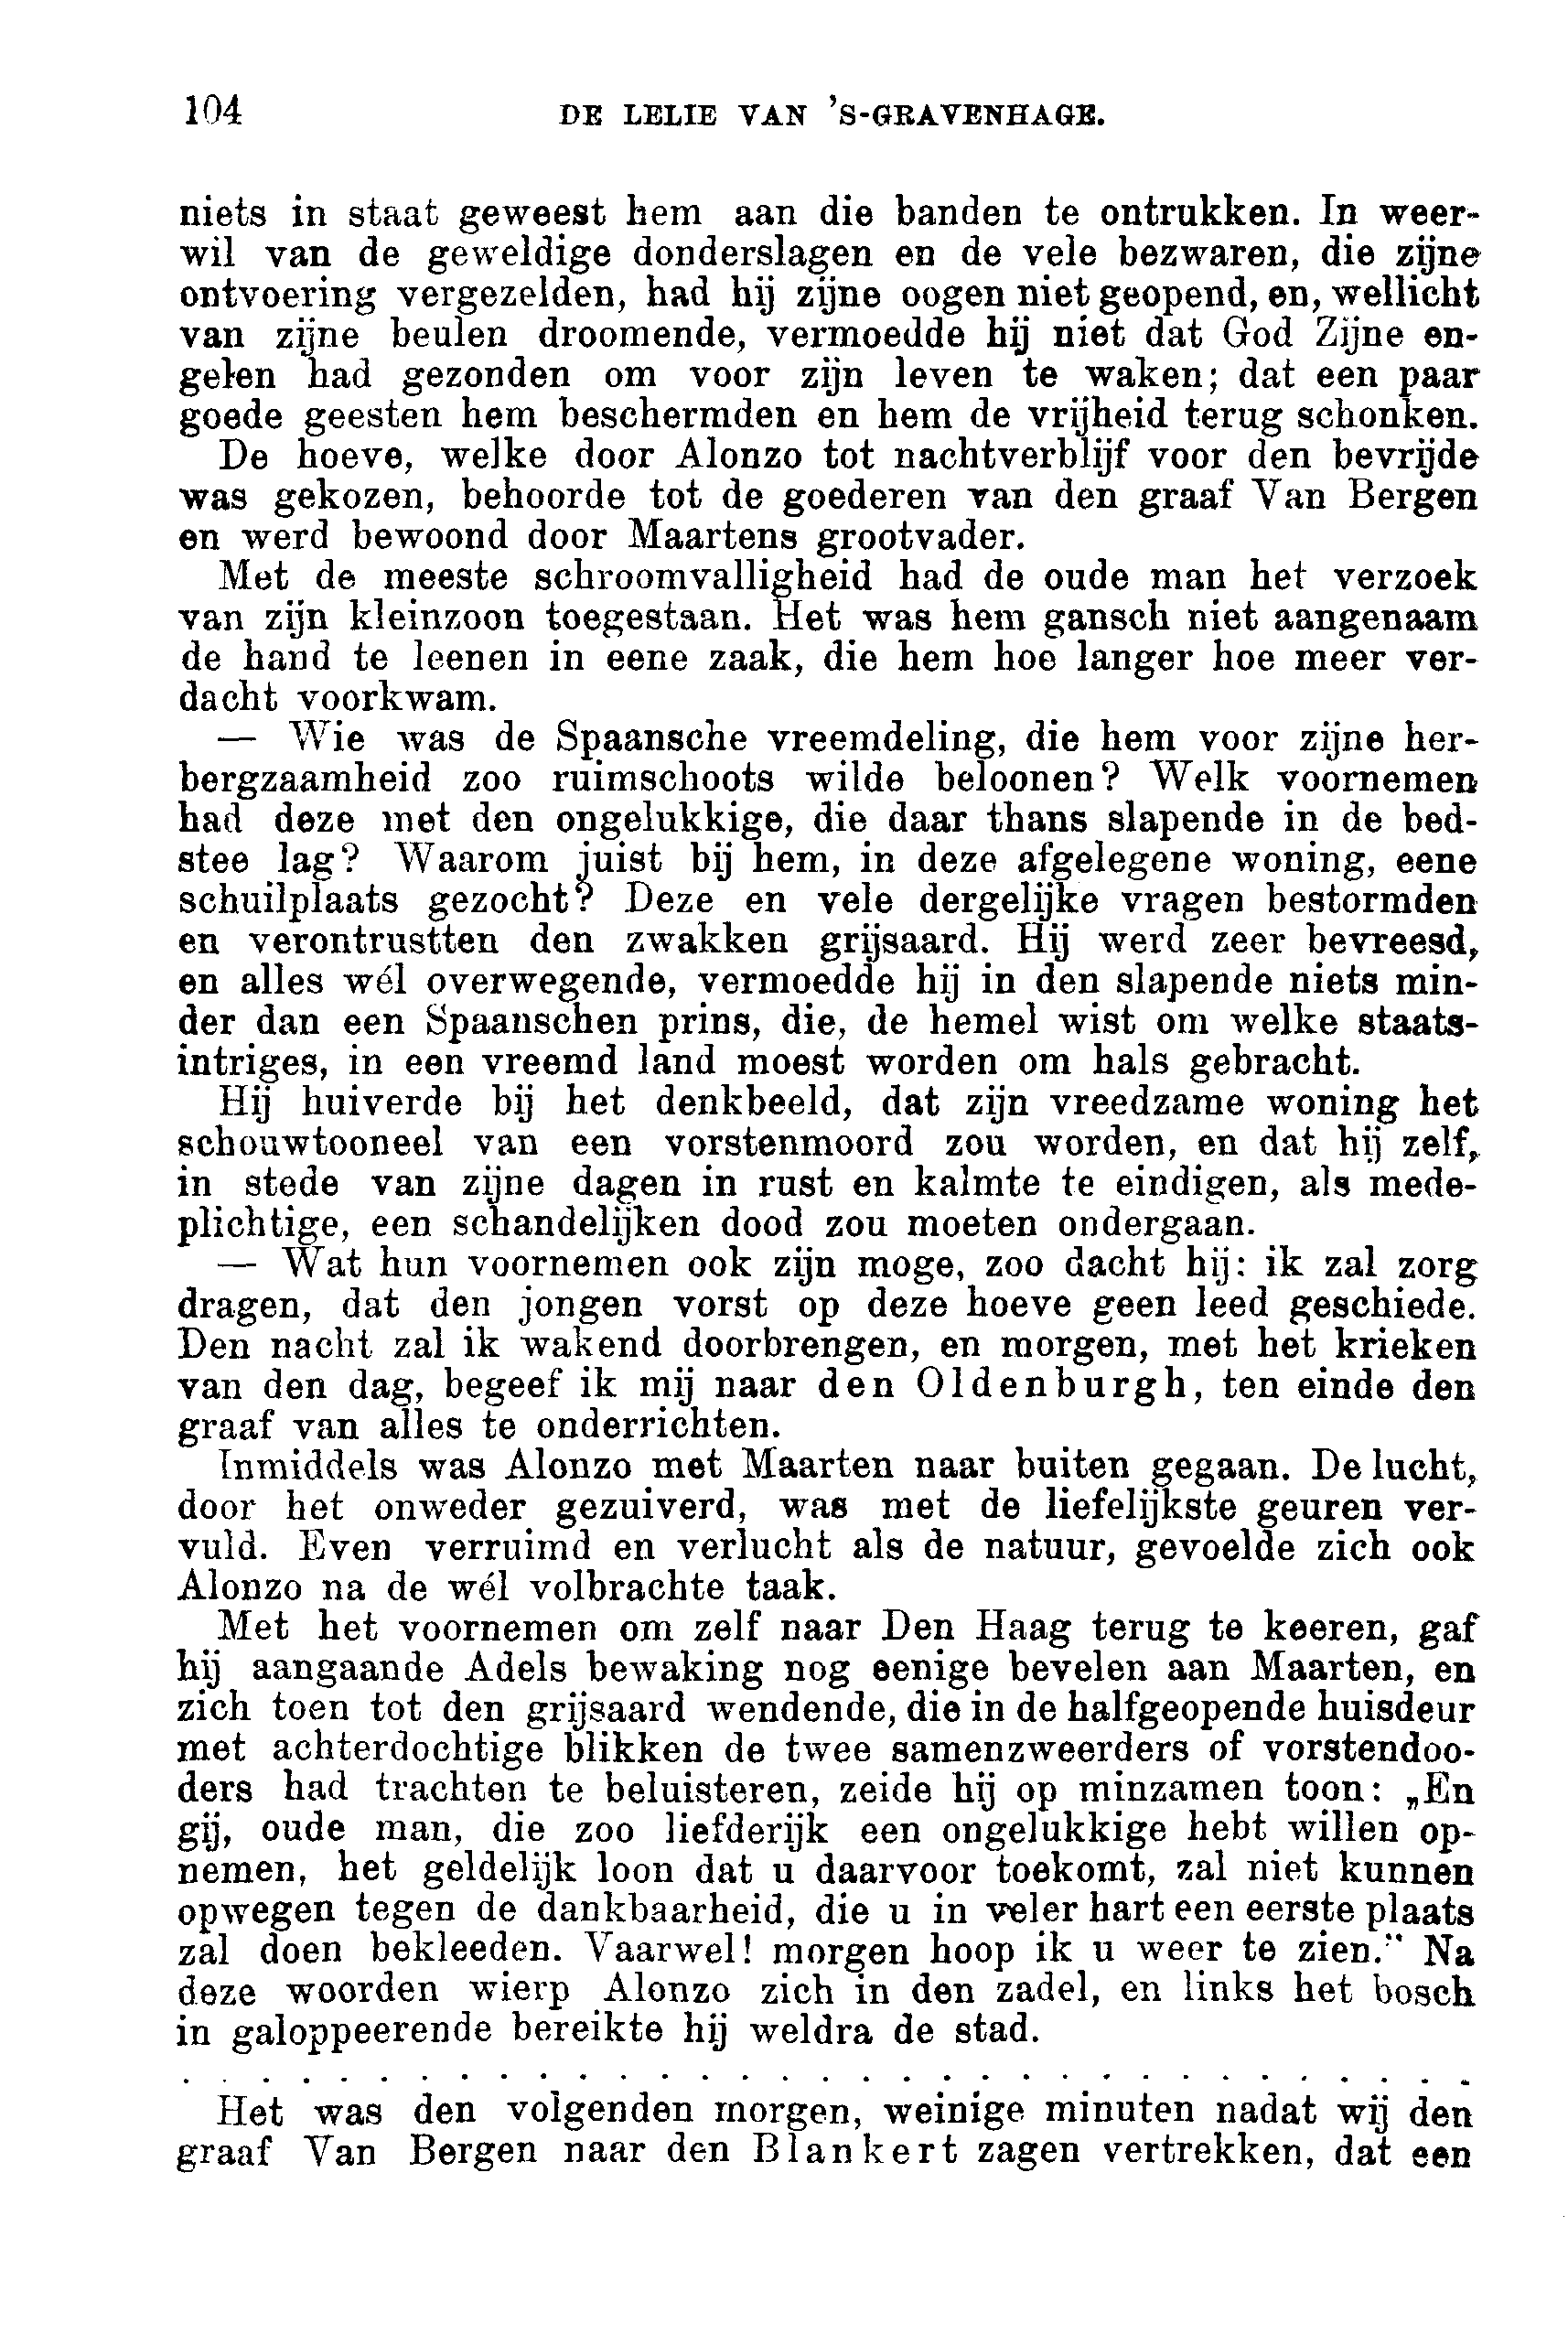 104 DE LELIE VAN 'S-GRAVENHAGE.
niets in staat geweest hem aan die banden te ontrukken. In weer-
wil van de geweldige donderslagen en de vele bezwaren, die zijne
ontvoering vergezelden, had hij zijne oogen niet geopend, en, wellicht
van zijne beulen droomende, vermoedde hij niet dat God Zijne en-
gelen had gezonden om voor zijn leven te waken; dat een paar
goede geesten hem beschermden en hem de vrijheid terug schonken.
De hoeve, welke door Alonzo tot nachtverblijf voor den bevrijde
was gekozen, behoorde tot de goederen van den graaf Van Bergen
en werd bewoond door Maartens grootvader.
Met de meeste schroomvalligheid had de oude man het verzoek
van zijn kleinzoon toegestaan. Het was hem gansch niet aangenaam
de hand te leenen in eene zaak, die hem hoe langer hoe meer ver-
dacht voorkwam.
— Wie was de Spaansche vreemdeling, die hem voor zijne her-
bergzaamheid zoo ruimschoots wilde beloonen? Welk voornemen
had deze met den ongelukkige, die daar thans slapende in de bed-
stee lag? Waarom juist bij hem, in deze afgelegene woning, eene
schuilplaats gezocht? Deze en vele dergelijke vragen bestormden
en verontrustten den zwakken grijsaard. Hij werd zeer bevreesd,
en alles wél overwegende, vermoedde hij in den slapende niets min-
der dan een Spaanschen prins, die, de hemel wist om welke staats-
intriges, in een vreemd land moest worden om hals gebracht.
Hij huiverde bij het denkbeeld, dat zijn vreedzame woning het
schouwtooneel van een vorstenmoord zou worden, en dat hij zelf,
in stede van zijne dagen in rust en kalmte te eindigen, als mede-
plichtige, een schandelijken dood zou moeten ondergaan.
— Wat hun voornemen ook zijn moge, zoo dacht hij: ik zal zorg
dragen, dat den jongen vorst op deze hoeve geen leed geschiede.
Den nacht zal ik wakend doorbrengen, en morgen, met het krieken
van den dag, begeef ik mij naar den Oldenburgh, ten einde den
graaf van alles te onderrichten.
Inmiddels was Alonzo met Maarten naar buiten gegaan. De lucht,
door het onweder gezuiverd, was met de liefelijkste geuren ver-
vuld. Even verruimd en verlucht als de natuur, gevoelde zich ook
Alonzo na de wél volbrachte taak.
Met het voornemen om zelf naar Den Haag terug te keeren, gaf
hij aangaande Adels bewaking nog eenige bevelen aan Maarten, en
zich toen tot den grijsaard wendende, die in de halfgeopende huisdeur
met achterdochtige blikken de twee samenzweerders of vorstendoo-
ders had trachten te beluisteren, zeide hij op minzamen toon: „En
gij, oude man, die zoo liefderijk een ongelukkige hebt willen op-
nemen, het geldelijk loon dat u daarvoor toekomt, zal niet kunnen
opwegen tegen de dankbaarheid, die u in veler hart een eerste plaats
zal doen bekleeden. Vaarwel! morgen hoop ik u weer te zien." Na
deze woorden wierp Alonzo zich in den zadel, en links het bosch
in galoppeerende bereikte hij weldra de stad.
. . . . . . . . . . . . . . . . . . . . . . . . . . . . . . . . .
Het was den volgenden morgen, weinige minuten nadat wij den
graaf Van Bergen naar den Blankert zagen vertrekken, dat een